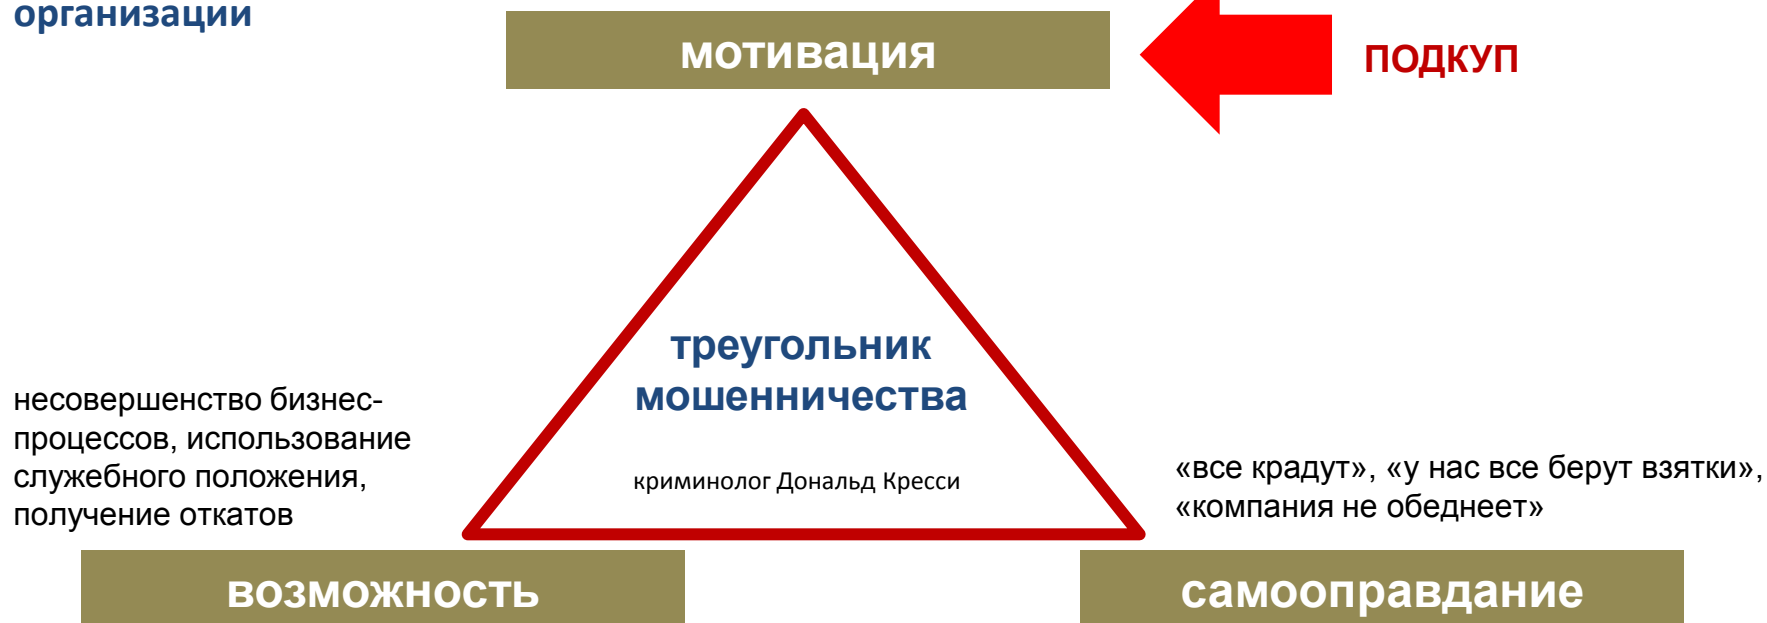 организации
мотивация
ПОДКУП
треугольник
мошенничества
криминолог Дональд Кресси
несовершенство бизнес-
процессов, использование
служебного положения,
получение откатов
«все крадут», «у нас все берут взятки»,
«компания не обеднеет»
возможность
самооправдание